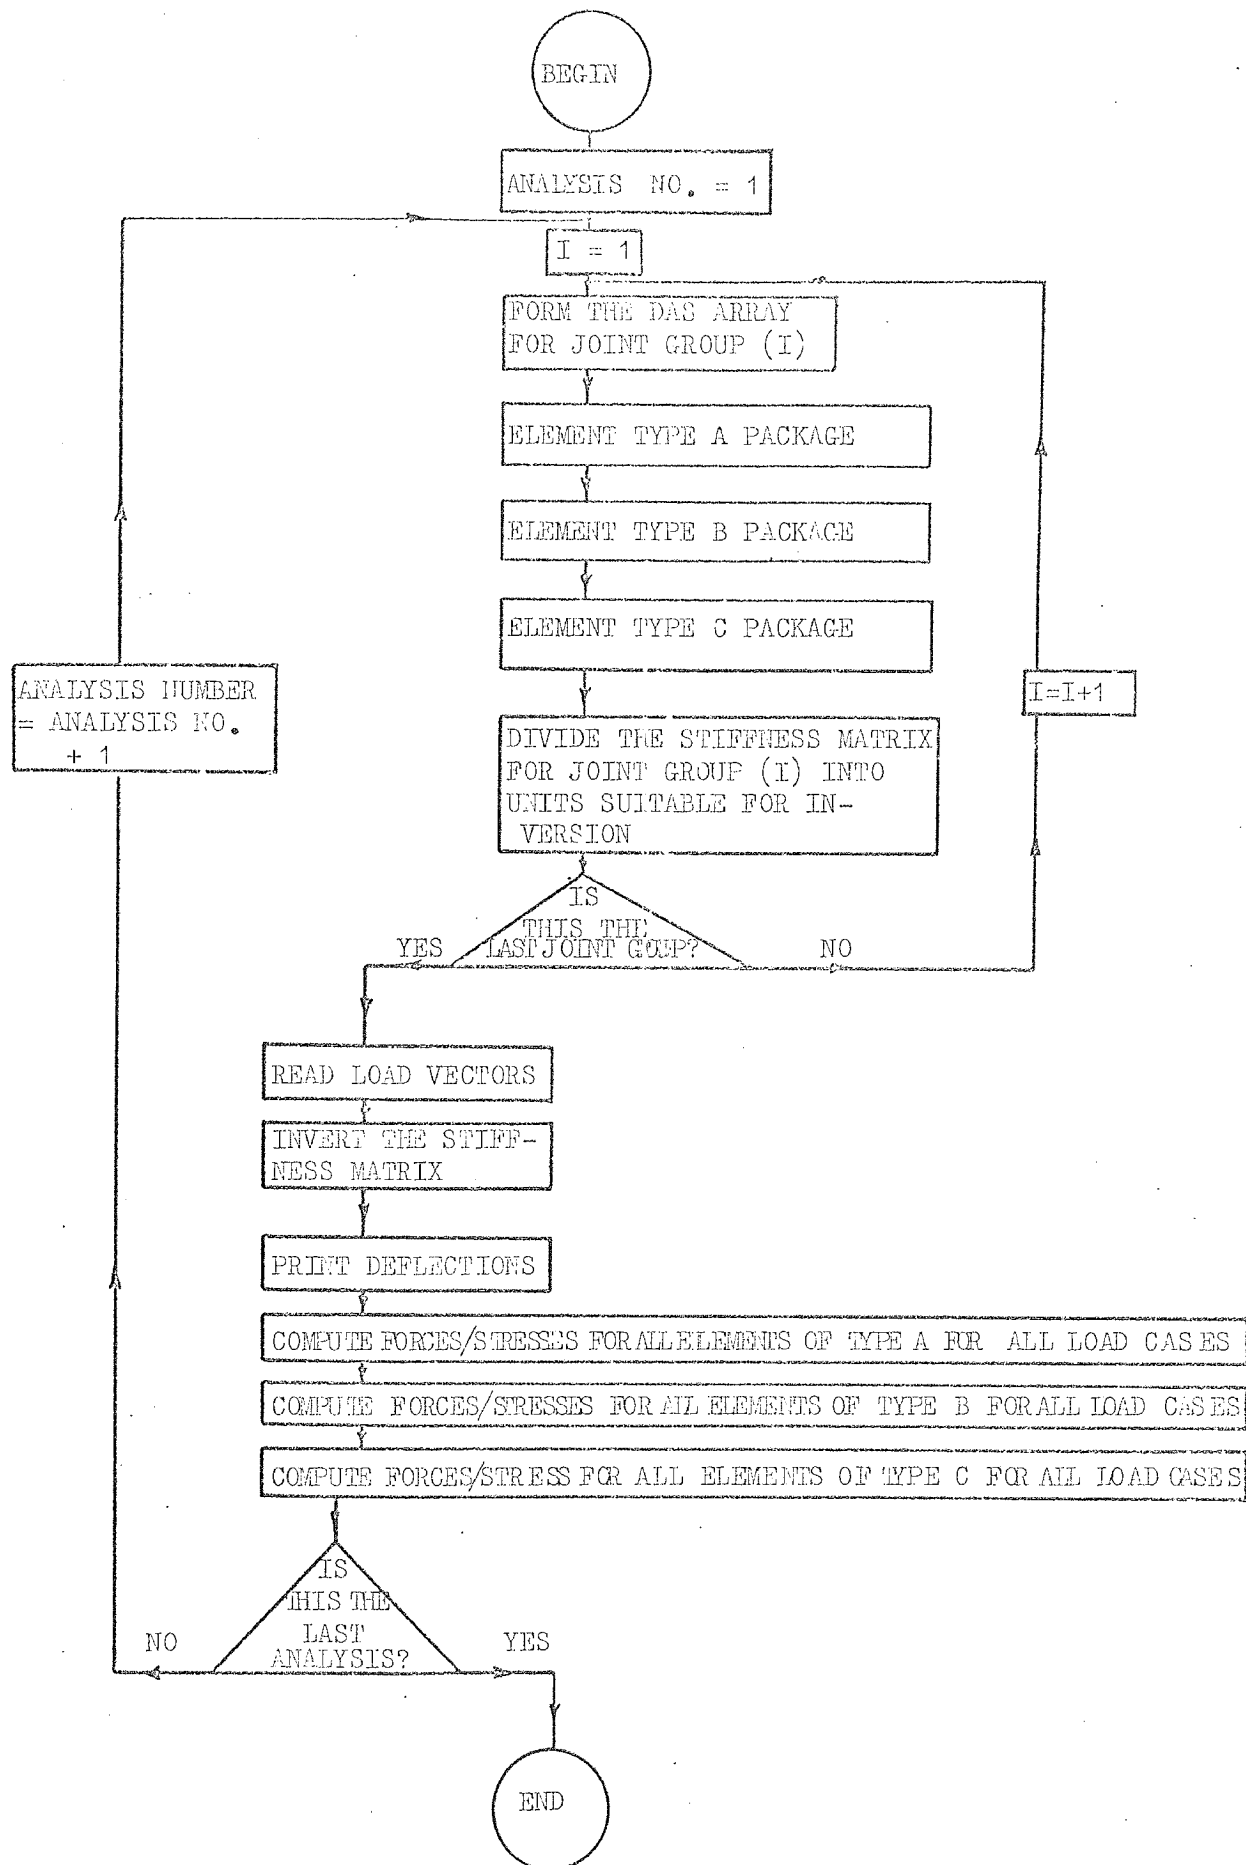 BEGIN
ANALYSIS NO. = 1
I = 1
FORM THE DAS ARRAY
FOR JOINT GROUP (I)
ELEMENT TYPE A PACKAGE
ELEMENT TYPE B PACKAGE
ELEMENT TYPE C PACKAGE
ANALYSIS NUMBER
= ANALYSIS NO.
+ 1
I=I+1
DIVIDE THE STIFFNESS MATRIX
FOR JOINT GROUP (I) INTO
UNITS SUITABLE FOR IN-
VERSION
IS
THIS THE
LAST JOINT GOUP?
YES
NO
READ LOAD VECTORS
INVERT THE STIFF-
NESS MATRIX
PRINT DEFLECTIONS
COMPUTE FORCES/STRESSES FOR ALL ELEMENTS OF TYPE A FOR ALL LOAD CASES
COMPUTE FORCES/STRESSES FOR ALL ELEMENTS OF TYPE B FOR ALL LOAD CASES
COMPUTE FORCES/STRESS FOR ALL ELEMENTS OF TYPE C FOR ALL LOAD CASES
IS
THIS THE
LAST
ANALYSIS?
NO
YES
END